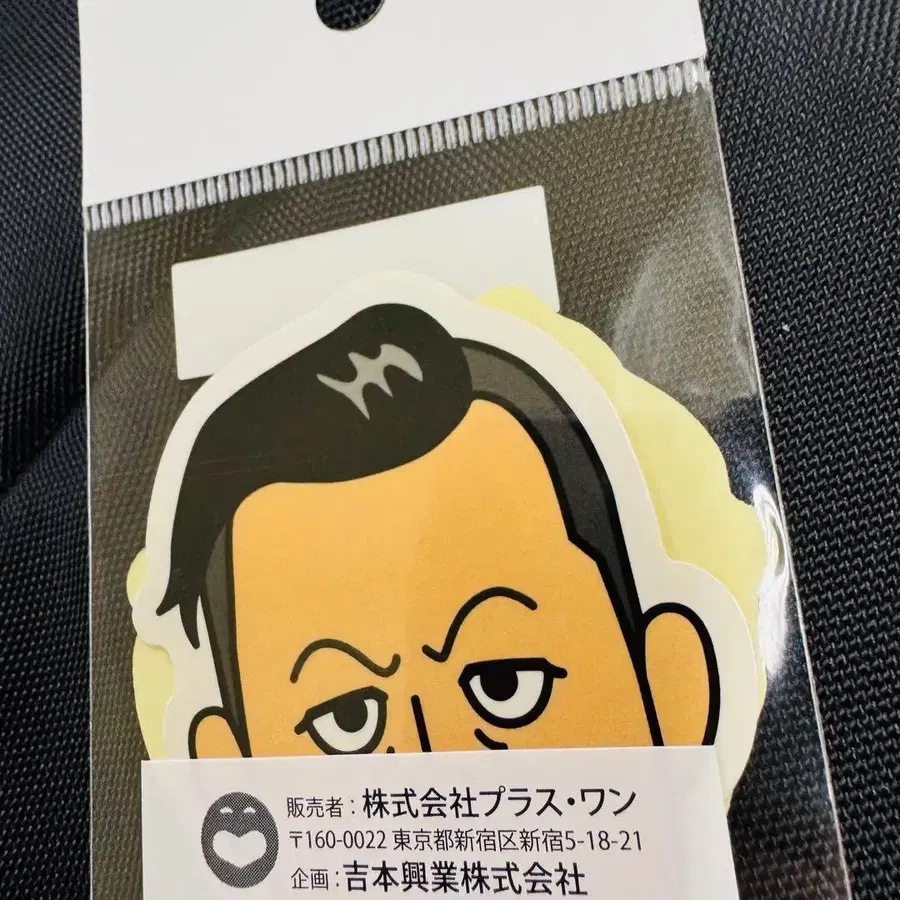 販売者:株式会社プラス・ワン
〒160-0022 東京都新宿区新宿5-18-21
企画:吉本興業株式会社